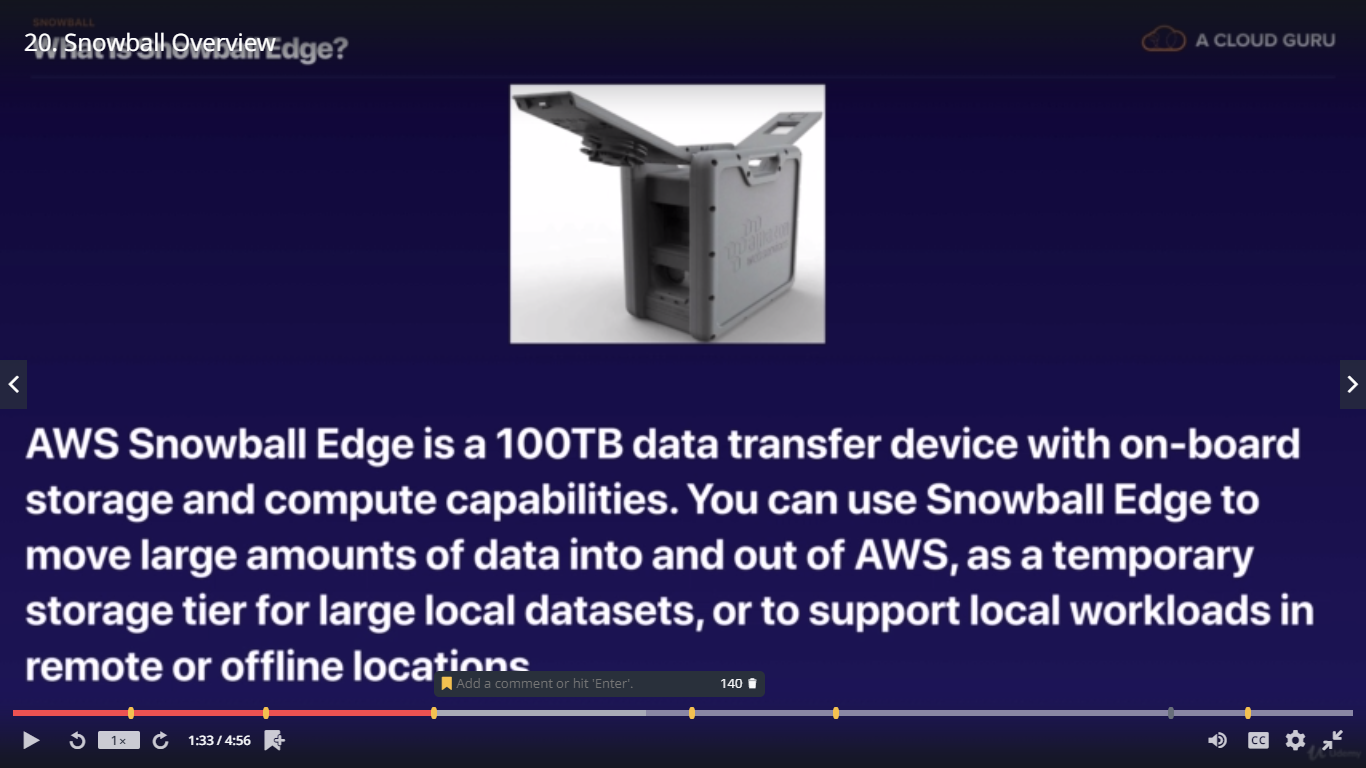 SNOWBALL
20. Snowball Overview
What is Snowball Edge?
A CLOUD GURU
AWS Snowball Edge is a 100TB data transfer device with on-board
storage and compute capabilities. You can use Snowball Edge to
move large amounts of data into and out of AWS, as a temporary
storage tier for large local datasets, or to support local workloads in
remote or offline locations.
Add a comment or hit 'Enter'. 140
1× 1:33 / 4:56 CC